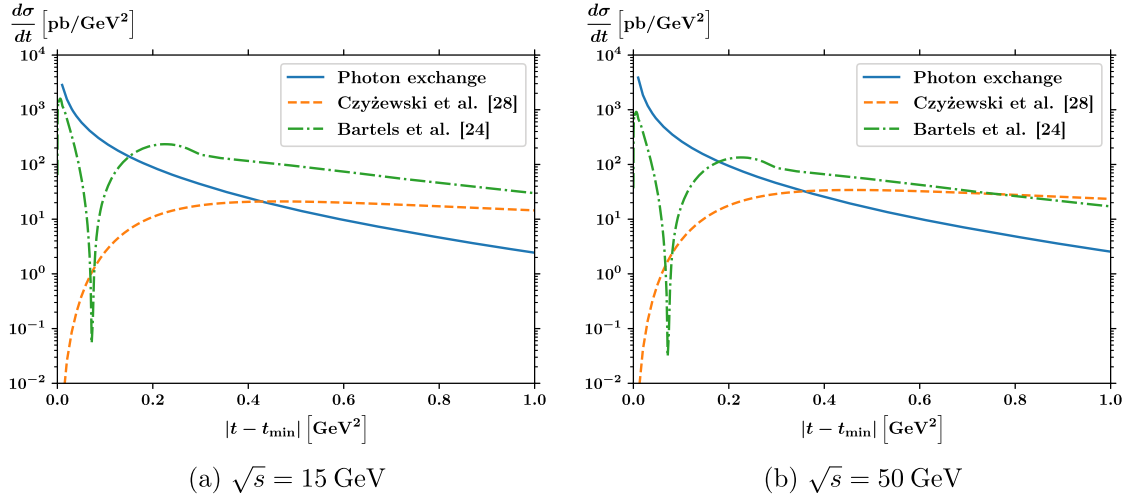 dσ/dt [pb/GeV²]
10⁴
10³
10²
10¹
10⁰
10⁻¹
10⁻²
0.0 0.2 0.4 0.6 0.8 1.0
|t − t_min| [GeV²]
Photon exchange
Czyżewski et al. [28]
Bartels et al. [24]
(a) √s = 15 GeV
dσ/dt [pb/GeV²]
10⁴
10³
10²
10¹
10⁰
10⁻¹
10⁻²
0.0 0.2 0.4 0.6 0.8 1.0
|t − t_min| [GeV²]
Photon exchange
Czyżewski et al. [28]
Bartels et al. [24]
(b) √s = 50 GeV